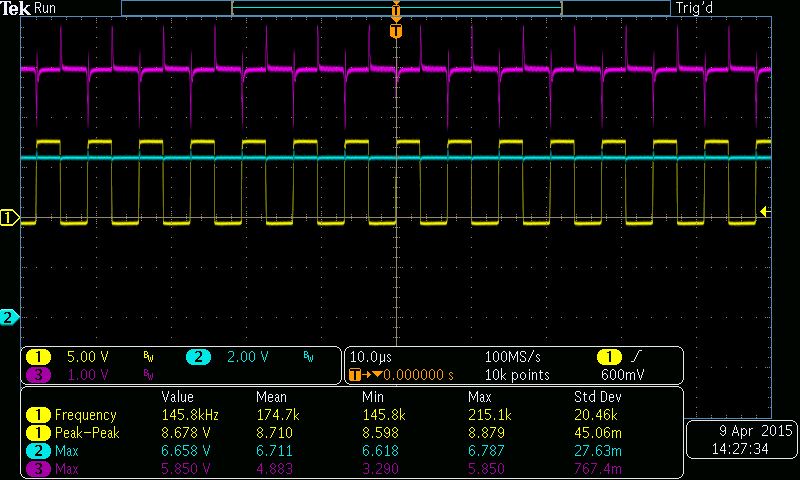 Tek Run Trig'd
T
T
1
2
1 5.00 V BW 2 2.00 V BW
3 1.00 V BW
10.0µs 100MS/s 1
T 0.000000 s 10k points 600mV
Value Mean Min Max Std Dev
1 Frequency 145.8kHz 174.7k 145.8k 215.1k 20.46k
1 Peak-Peak 8.678 V 8.710 8.598 8.879 45.06m
2 Max 6.658 V 6.711 6.618 6.787 27.63m
3 Max 5.850 V 4.883 3.290 5.850 767.4m
9 Apr 2015
14:27:34